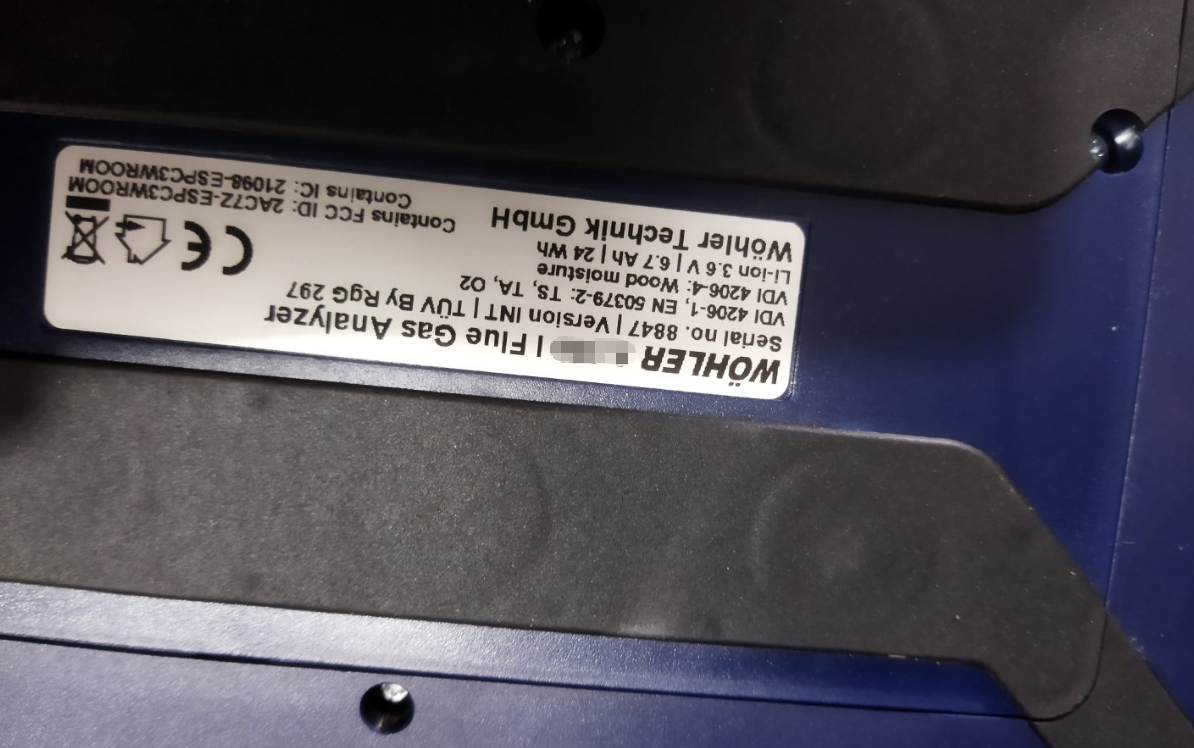 WÖHLER | Flue Gas Analyzer
Serial no. 8847 | Version INT | TÜV By RgG 297
VDI 4206-1, EN 50379-2: TS, TA, O2
VDI 4206-4: Wood moisture
Li-ion 3.6 V | 6.7 Ah | 24 Wh
Wöhler Technik GmbH
CE
Contains FCC ID: 2AC7Z-ESPC3WROOM
Contains IC: 21098-ESPC3WROOM